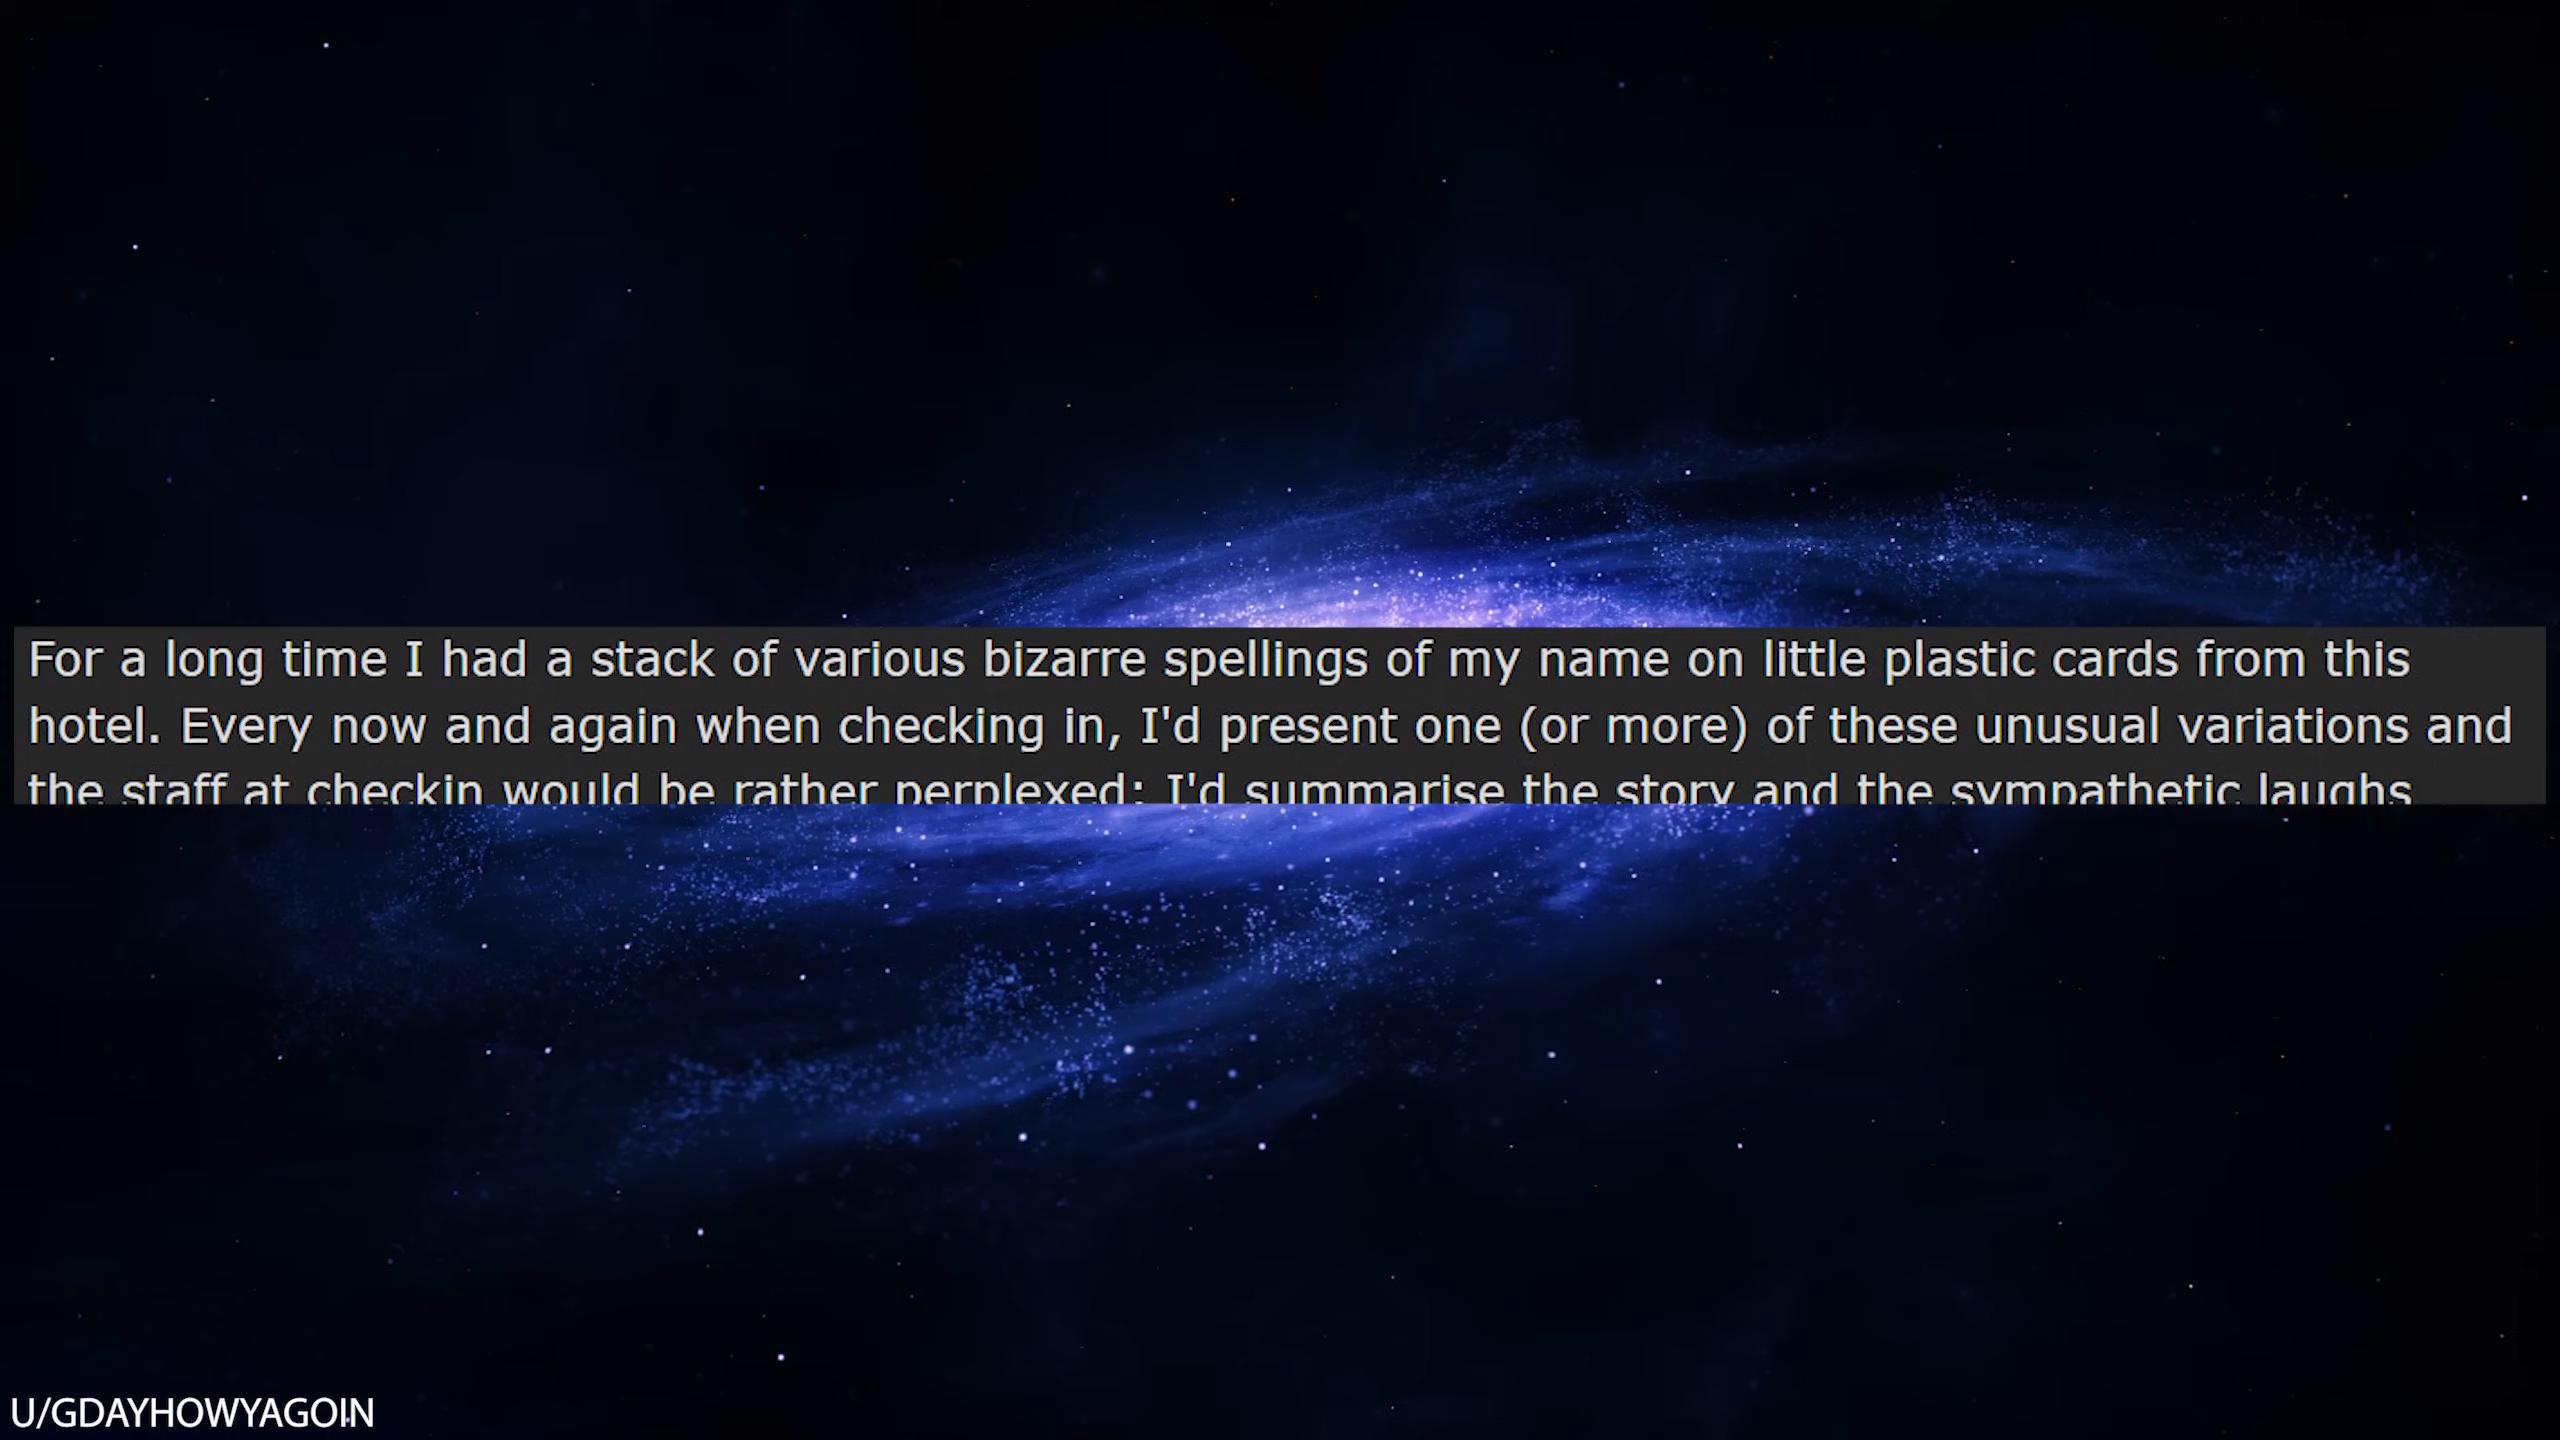 For a long time I had a stack of various bizarre spellings of my name on little plastic cards from this
hotel. Every now and again when checking in, I'd present one (or more) of these unusual variations and
the staff at checkin would be rather perplexed; I'd summarise the story and the sympathetic laughs
U/GDAYHOWYAGOIN